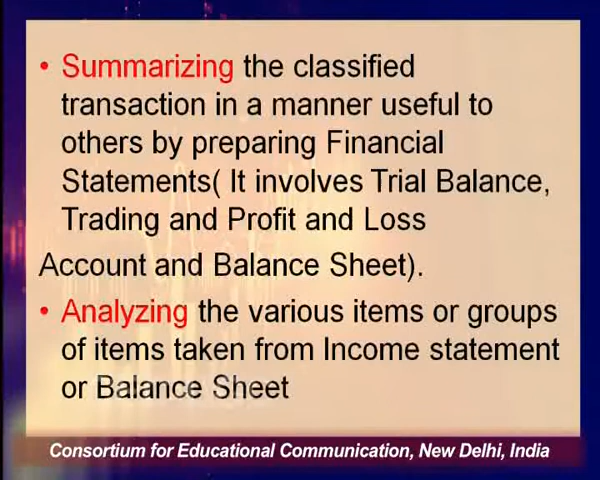 • Summarizing the classified
transaction in a manner useful to
others by preparing Financial
Statements( It involves Trial Balance,
Trading and Profit and Loss
Account and Balance Sheet).
• Analyzing the various items or groups
of items taken from Income statement
or Balance Sheet
Consortium for Educational Communication, New Delhi, India